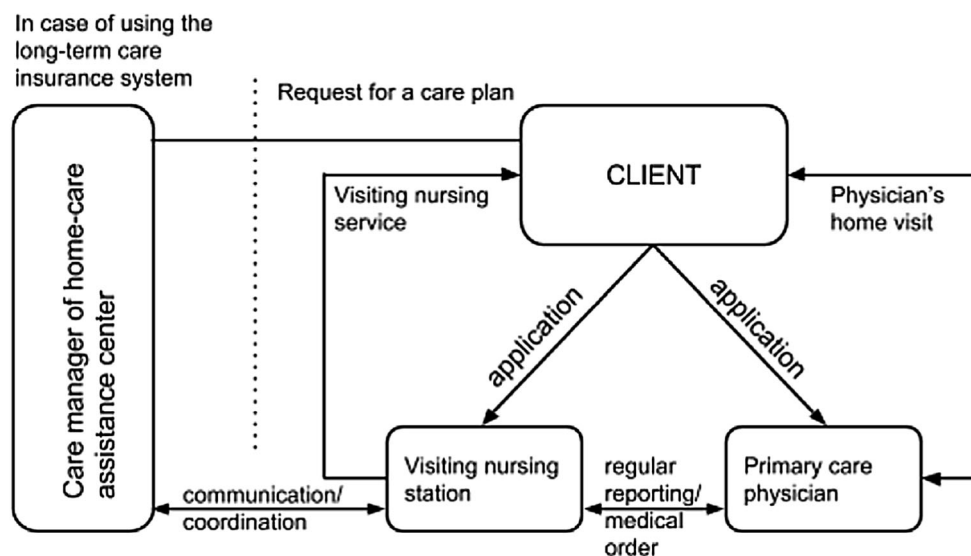 In case of using the
long-term care
insurance system
Request for a care plan
Care manager of home-care
assistance center
CLIENT
Visiting nursing
service
Physician's
home visit
application
application
Visiting nursing
station
regular
reporting/
medical
order
Primary care
physician
communication/
coordination